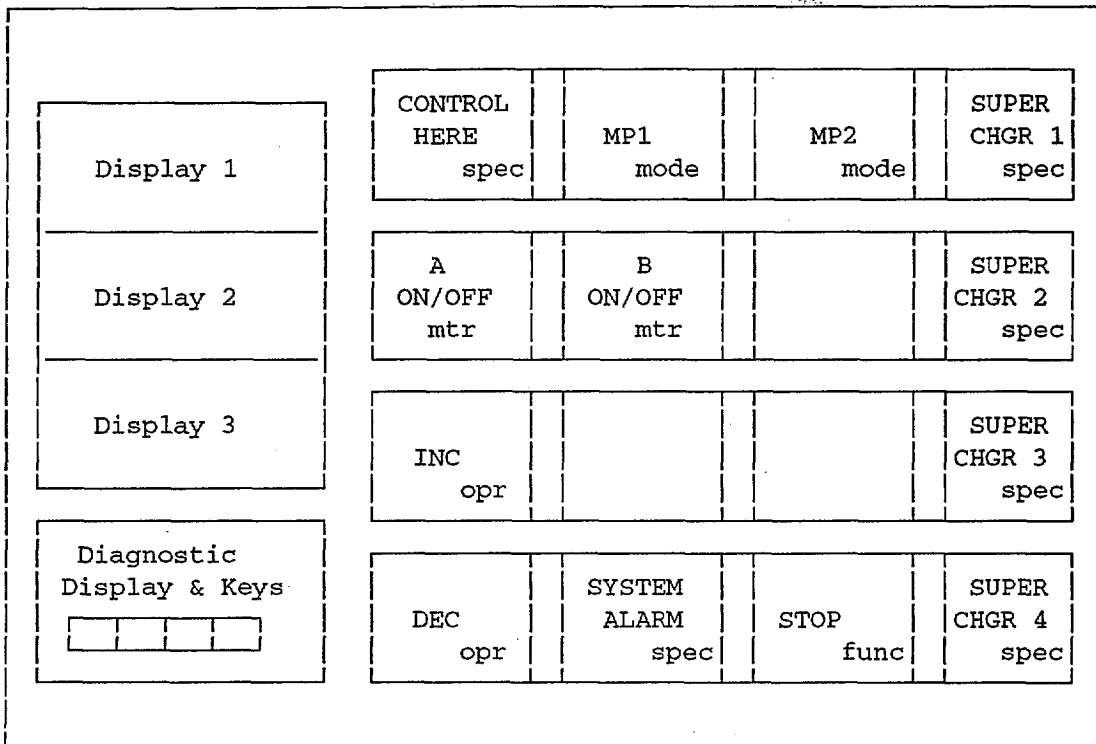 Display 1
Display 2
Display 3
Diagnostic
Display & Keys
CONTROL
HERE
spec
MP1
mode
MP2
mode
SUPER
CHGR 1
spec
A
ON/OFF
mtr
B
ON/OFF
mtr
SUPER
CHGR 2
spec
INC
opr
SUPER
CHGR 3
spec
DEC
opr
SYSTEM
ALARM
spec
STOP
func
SUPER
CHGR 4
spec